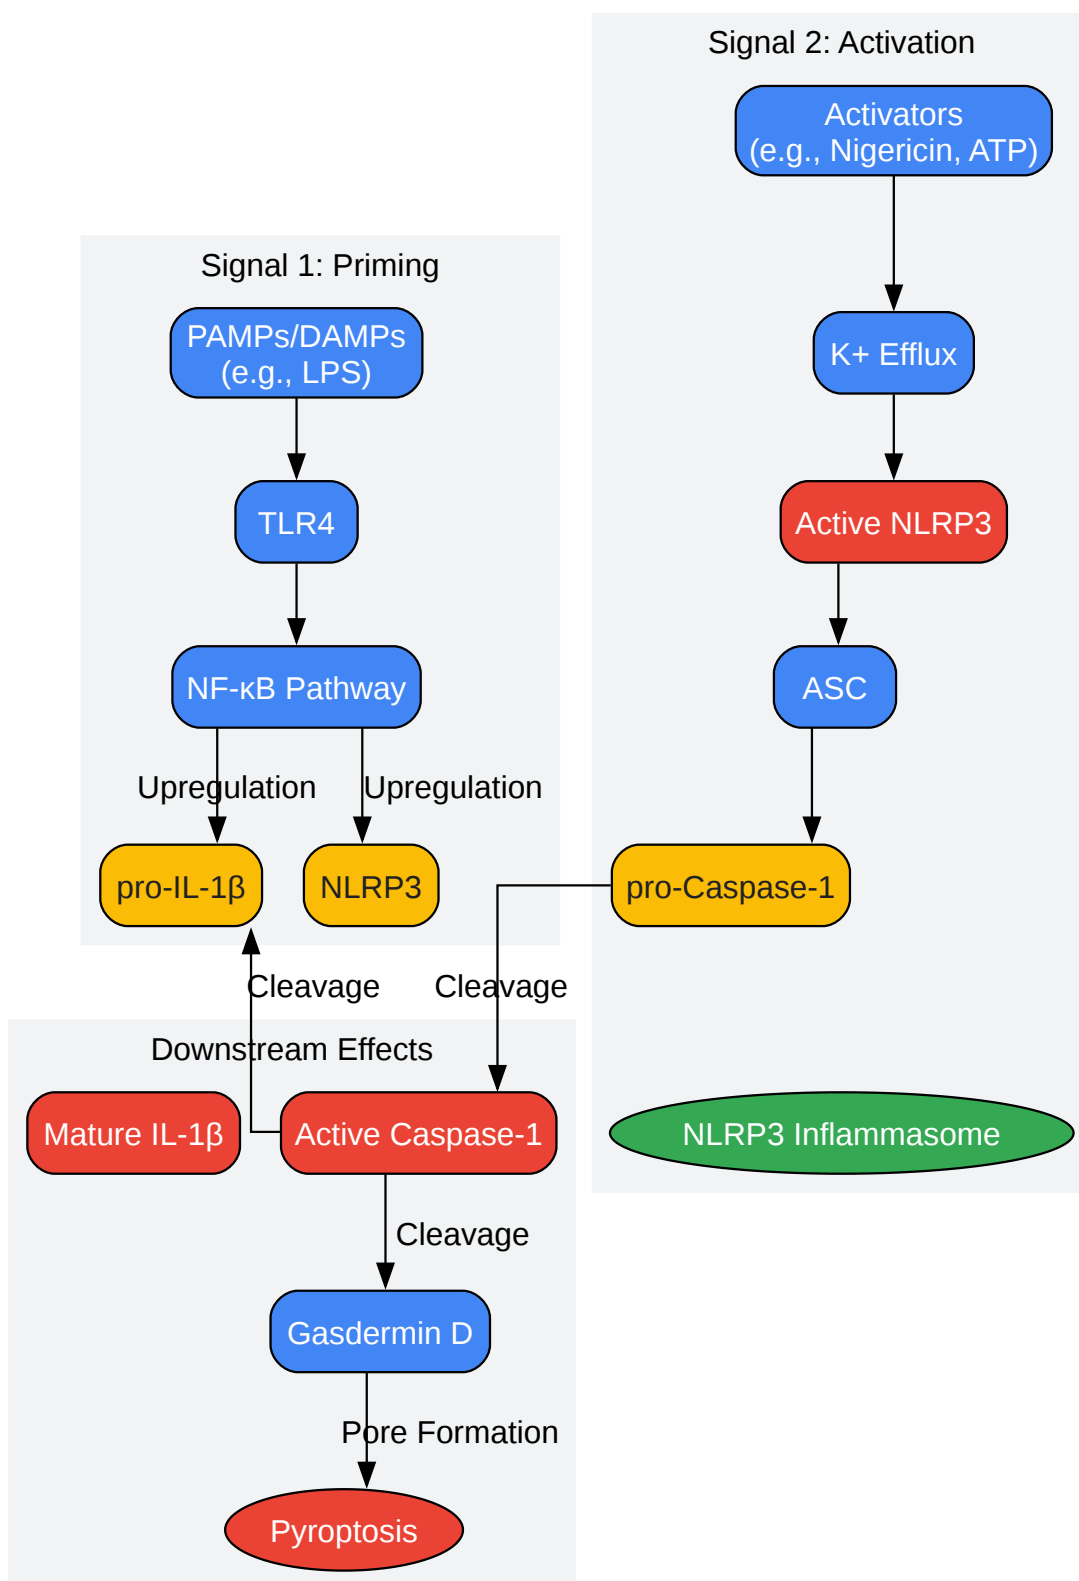 Signal 2: Activation
Activators
(e.g., Nigericin, ATP)
K+ Efflux
Active NLRP3
ASC
pro-Caspase-1
NLRP3 Inflammasome
Signal 1: Priming
PAMPs/DAMPs
(e.g., LPS)
TLR4
NF-κB Pathway
Upregulation
Upregulation
pro-IL-1β
NLRP3
Cleavage
Cleavage
Downstream Effects
Mature IL-1β
Active Caspase-1
Cleavage
Gasdermin D
Pore Formation
Pyroptosis